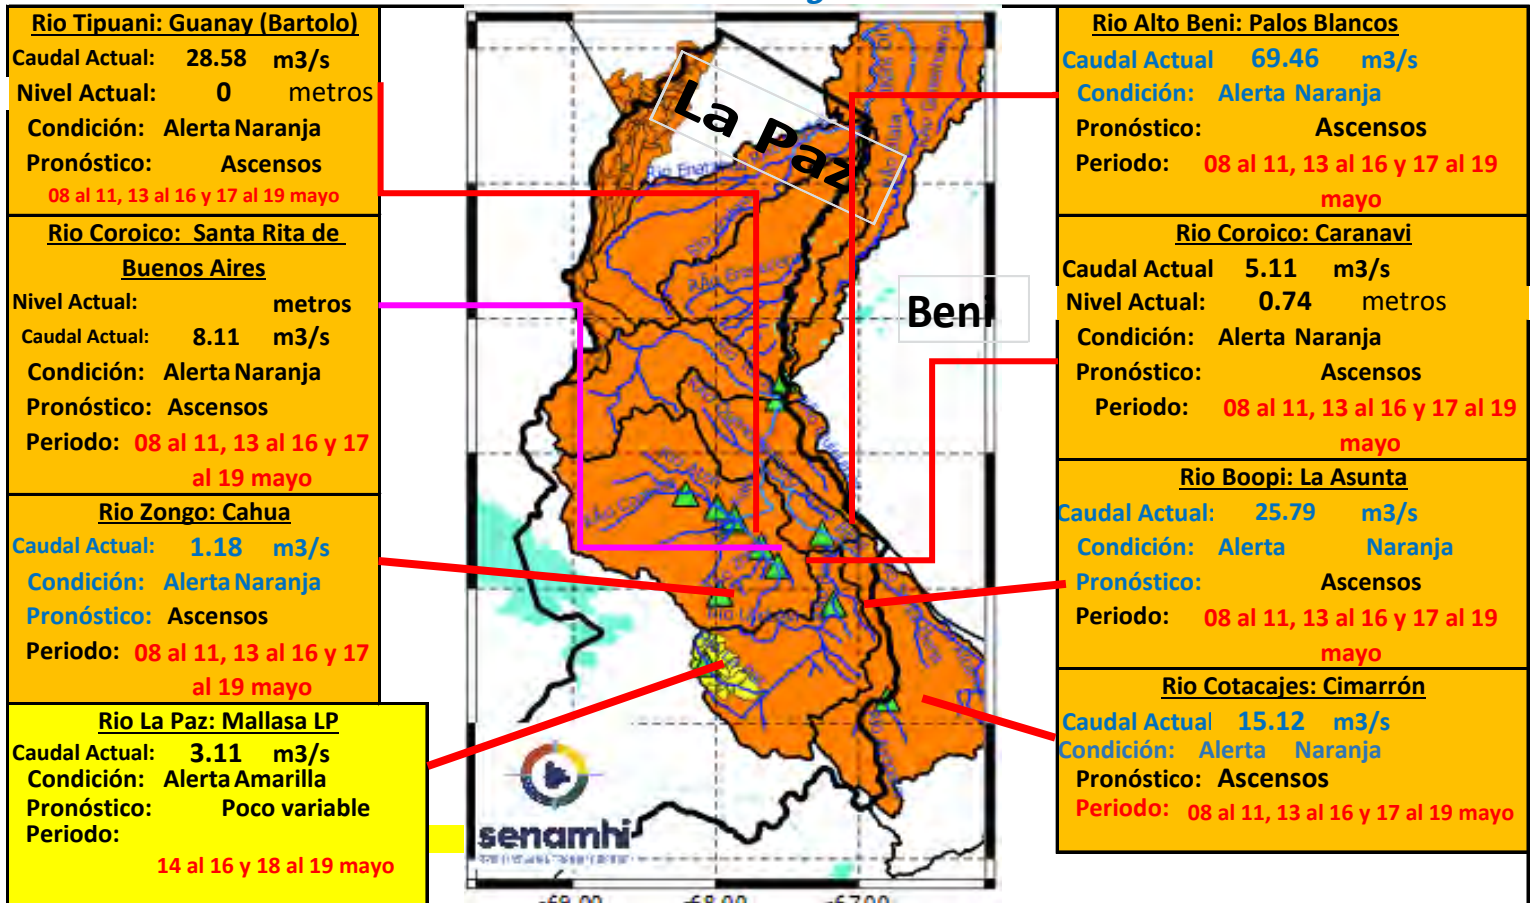 Rio Tipuani: Guanay (Bartolo)
Caudal Actual: 28.58 m3/s
Nivel Actual: 0 metros
Condición: Alerta Naranja
Pronóstico: Ascensos
08 al 11, 13 al 16 y 17 al 19 mayo
Rio Coroico: Santa Rita de
Buenos Aires
Nivel Actual: metros
Caudal Actual: 8.11 m3/s
Condición: Alerta Naranja
Pronóstico: Ascensos
Periodo: 08 al 11, 13 al 16 y 17
al 19 mayo
Rio Zongo: Cahua
Caudal Actual: 1.18 m3/s
Condición: Alerta Naranja
Pronóstico: Ascensos
Periodo: 08 al 11, 13 al 16 y 17
al 19 mayo
Rio La Paz: Mallasa LP
Caudal Actual: 3.11 m3/s
Condición: Alerta Amarilla
Pronóstico: Poco variable
Periodo:
14 al 16 y 18 al 19 mayo
La Paz
Beni
senamhi
-69.00 -68.00 -67.00
Rio Alto Beni: Palos Blancos
Caudal Actual 69.46 m3/s
Condición: Alerta Naranja
Pronóstico: Ascensos
Periodo: 08 al 11, 13 al 16 y 17 al 19
mayo
Rio Coroico: Caranavi
Caudal Actual 5.11 m3/s
Nivel Actual: 0.74 metros
Condición: Alerta Naranja
Pronóstico: Ascensos
Periodo: 08 al 11, 13 al 16 y 17 al 19
mayo
Rio Boopi: La Asunta
Caudal Actual: 25.79 m3/s
Condición: Alerta Naranja
Pronóstico: Ascensos
Periodo: 08 al 11, 13 al 16 y 17 al 19
mayo
Rio Cotacajes: Cimarrón
Caudal Actual 15.12 m3/s
Condición: Alerta Naranja
Pronóstico: Ascensos
Periodo: 08 al 11, 13 al 16 y 17 al 19 mayo